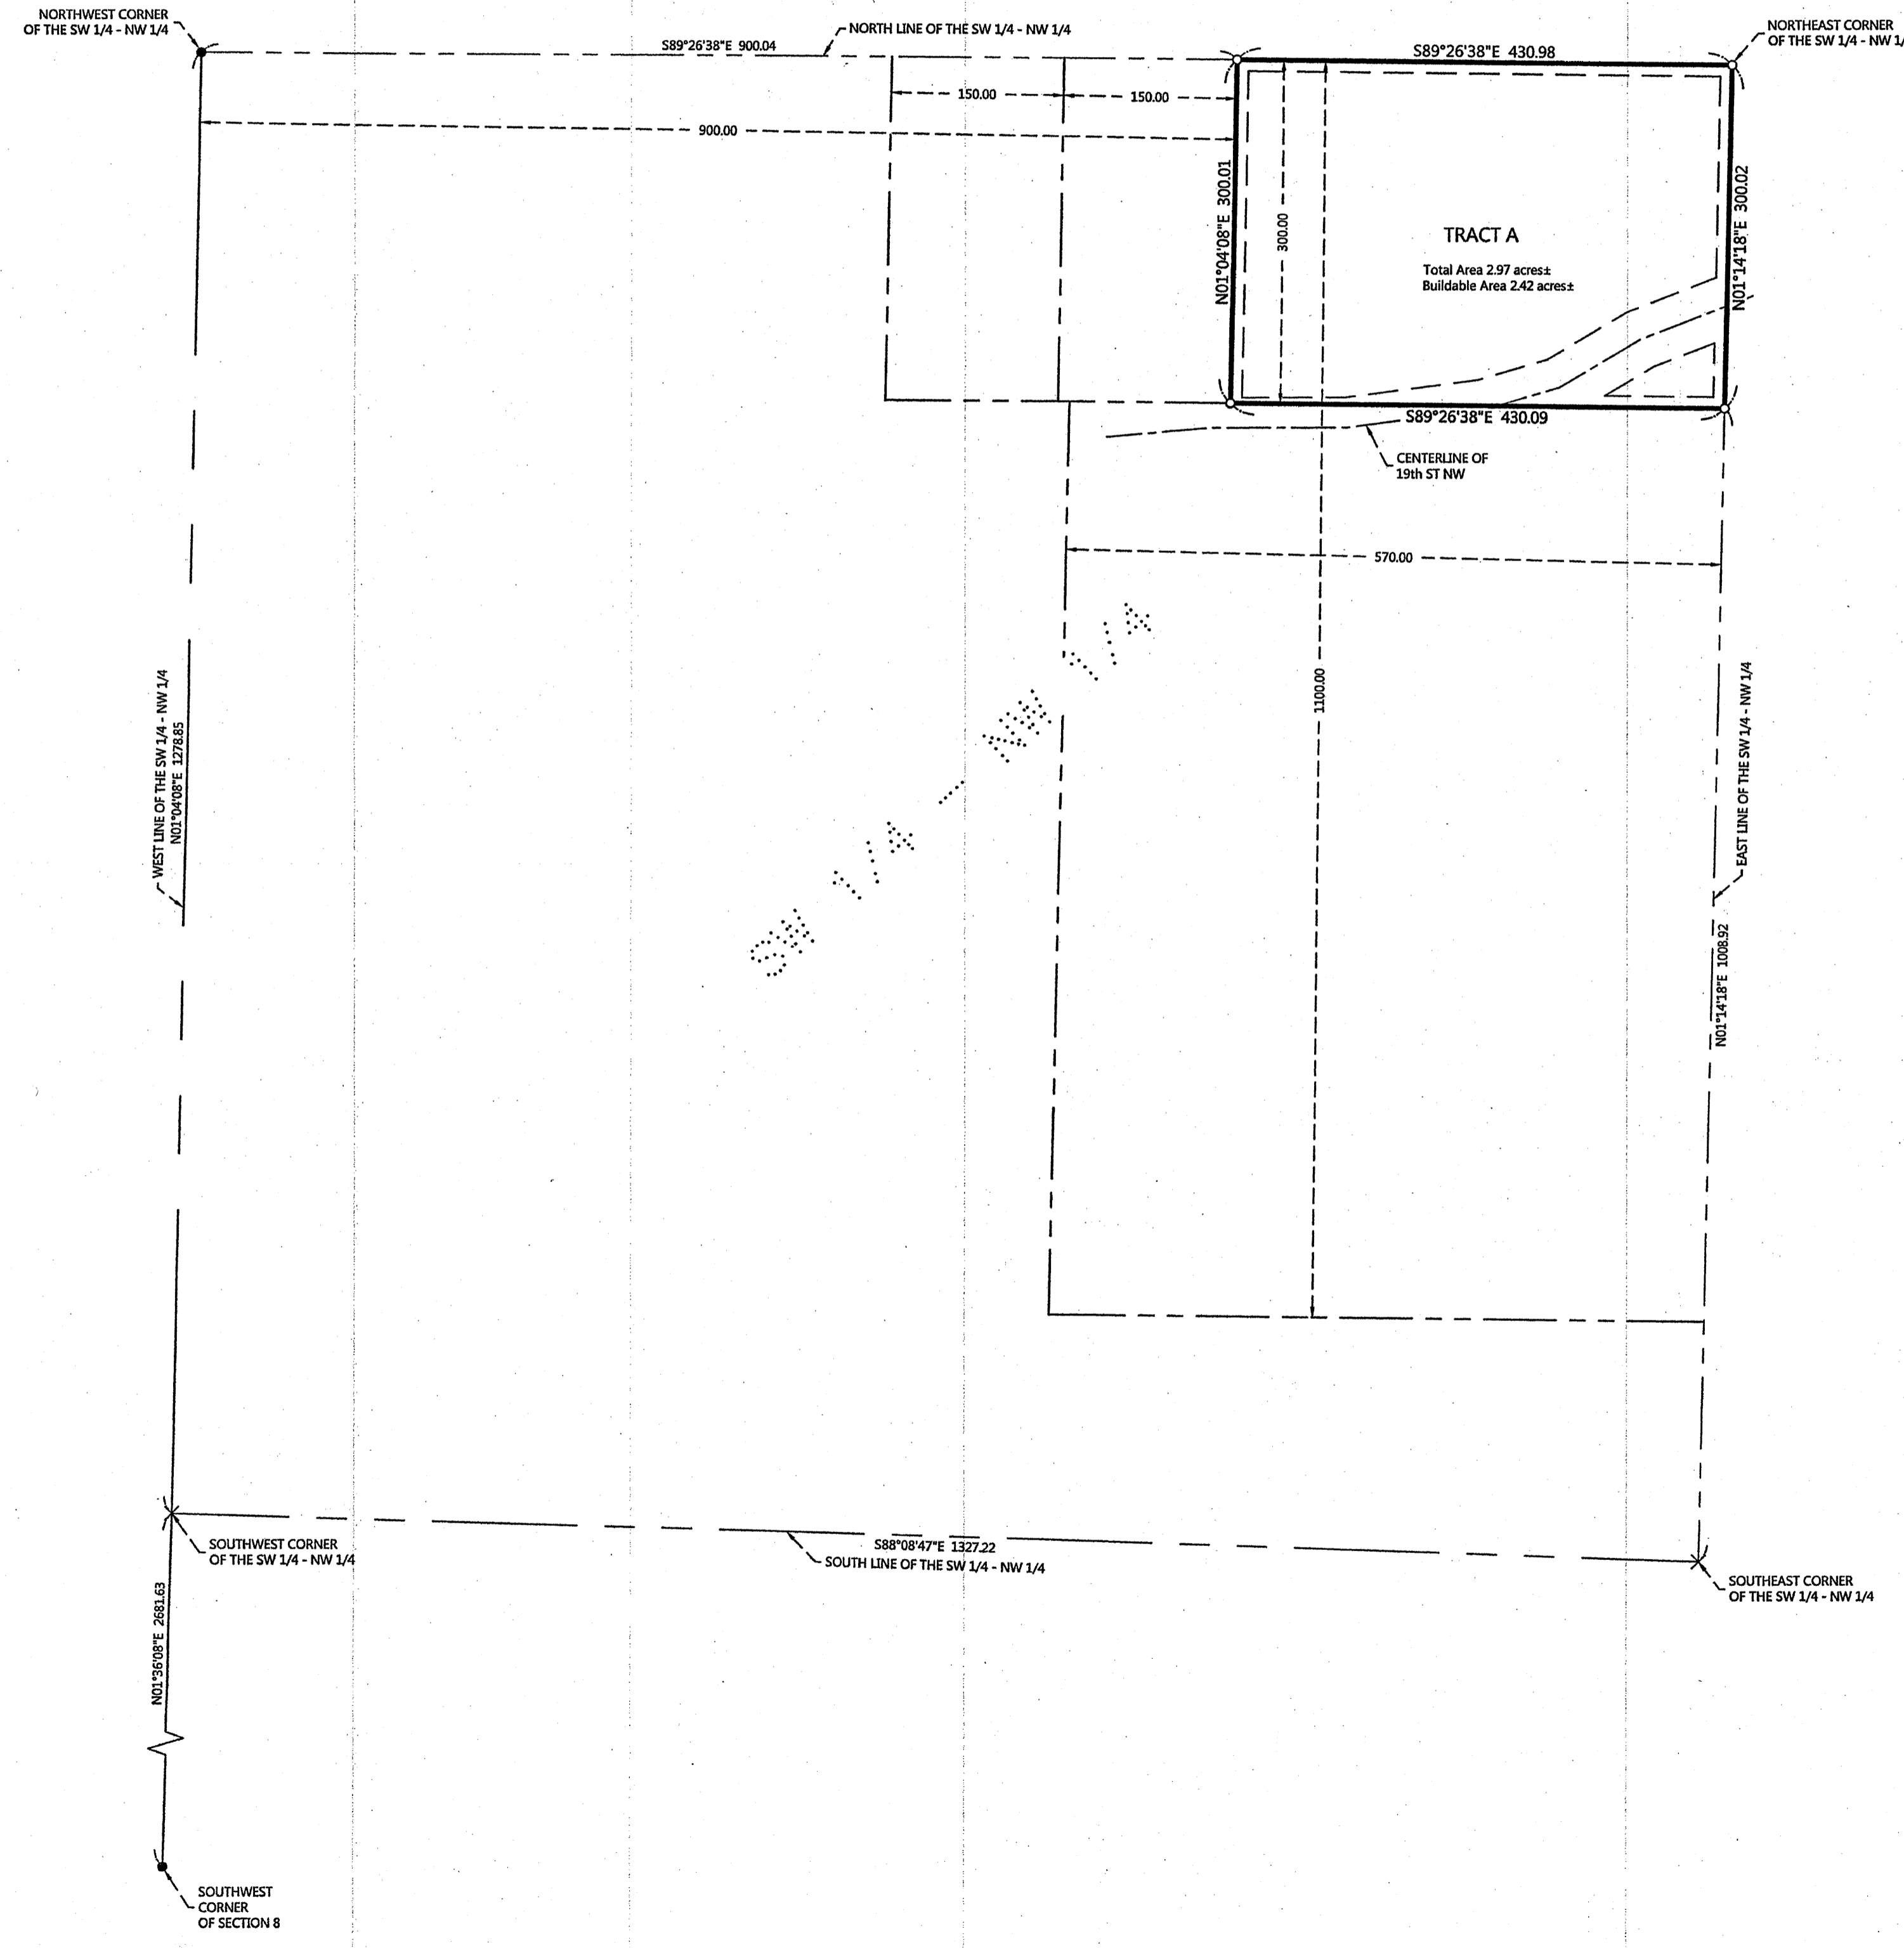 NORTHWEST CORNER
OF THE SW 1/4 - NW 1/4
S89°26'38"E 900.04
NORTH LINE OF THE SW 1/4 - NW 1/4
S89°26'38"E 430.98
NORTHEAST CORNER
OF THE SW 1/4 - NW 1/
150.00
150.00
900.00
N01°04'08"E 300.01
300.00
TRACT A
Total Area 2.97 acres±
Buildable Area 2.42 acres±
N01°14'18"E 300.02
S89°26'38"E 430.09
CENTERLINE OF
19th ST NW
570.00
1100.00
SW 1/4 - NW 1/4
WEST LINE OF THE SW 1/4 - NW 1/4
N01°04'08"E 1278.85
EAST LINE OF THE SW 1/4 - NW 1/4
N01°14'18"E 1008.92
SOUTHWEST CORNER
OF THE SW 1/4 - NW 1/4
S88°08'47"E 1327.22
SOUTH LINE OF THE SW 1/4 - NW 1/4
SOUTHEAST CORNER
OF THE SW 1/4 - NW 1/4
N01°36'08"E 2681.63
SOUTHWEST
CORNER
OF SECTION 8